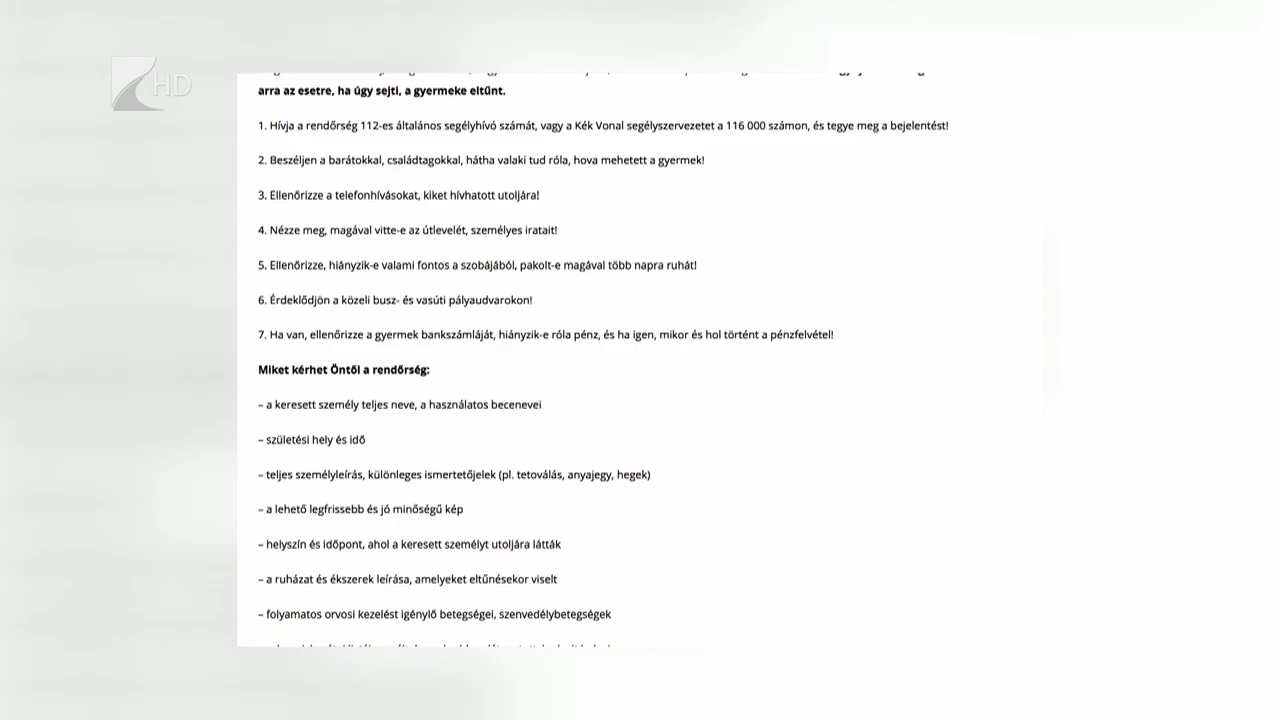 HD
arra az esetre, ha úgy sejti, a gyermeke eltűnt.
1. Hívja a rendőrség 112-es általános segélyhívó számát, vagy a Kék Vonal segélyszervezetet a 116 000 számon, és tegye meg a bejelentést!
2. Beszéljen a barátokkal, családtagokkal, hátha valaki tud róla, hova mehetett a gyermek!
3. Ellenőrizze a telefonhívásokat, kiket hívhatott utoljára!
4. Nézze meg, magával vitte-e az útlevelét, személyes iratait!
5. Ellenőrizze, hiányzik-e valami fontos a szobájából, pakolt-e magával több napra ruhát!
6. Érdeklődjön a közeli busz- és vasúti pályaudvarokon!
7. Ha van, ellenőrizze a gyermek bankszámláját, hiányzik-e róla pénz, és ha igen, mikor és hol történt a pénzfelvétel!
Miket kérhet Öntől a rendőrség:
– a keresett személy teljes neve, a használatos becenevei
– születési hely és idő
– teljes személyleírás, különleges ismertetőjelek (pl. tetoválás, anyajegy, hegek)
– a lehető legfrissebb és jó minőségű kép
– helyszín és időpont, ahol a keresett személyt utoljára látták
– a ruházat és ékszerek leírása, amelyeket eltűnésekor viselt
– folyamatos orvosi kezelést igénylő betegségei, szenvedélybetegségek